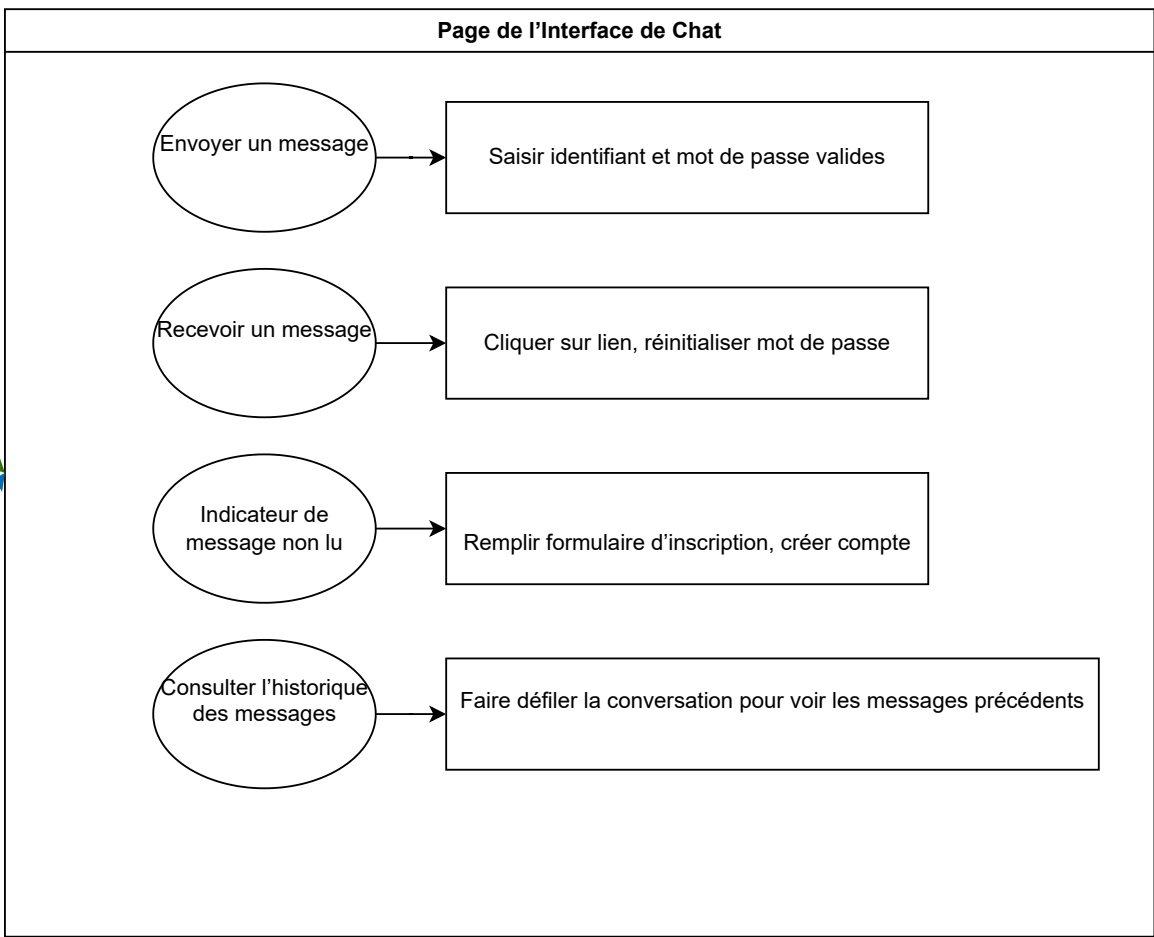 Page de l’Interface de Chat
Envoyer un message
Saisir identifiant et mot de passe valides
Recevoir un message
Cliquer sur lien, réinitialiser mot de passe
Indicateur de
message non lu
Remplir formulaire d’inscription, créer compte
Consulter l’historique
des messages
Faire défiler la conversation pour voir les messages précédents